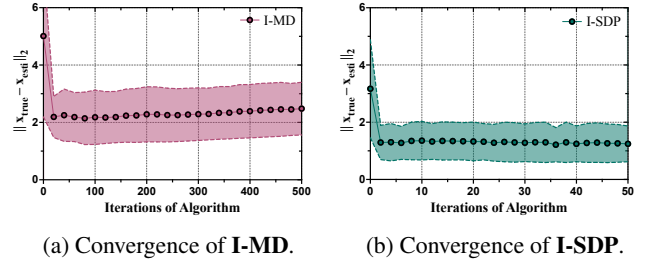 I-MD
6
4
2
0
|| x_true − x_esti ||_2
0 100 200 300 400 500
Iterations of Algorithm
(a) Convergence of I-MD.
I-SDP
6
4
2
0
|| x_true − x_esti ||_2
0 10 20 30 40 50
Iterations of Algorithm
(b) Convergence of I-SDP.